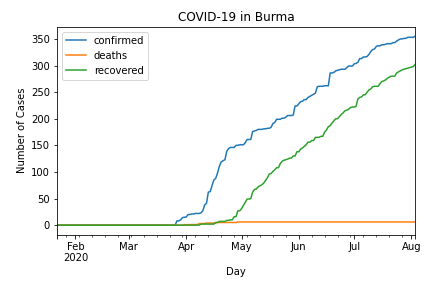 COVID-19 in Burma
confirmed
deaths
recovered
Number of Cases
350
300
250
200
150
100
50
0
Feb Mar Apr May Jun Jul Aug
2020
Day